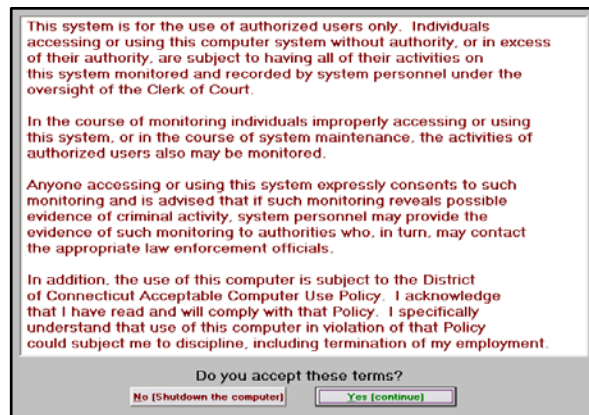 This system is for the use of authorized users only.  Individuals
accessing or using this computer system without authority, or in excess
of their authority, are subject to having all of their activities on
this system monitored and recorded by system personnel under the
oversight of the Clerk of Court.
In the course of monitoring individuals improperly accessing or using
this system, or in the course of system maintenance, the activities of
authorized users also may be monitored.
Anyone accessing or using this system expressly consents to such
monitoring and is advised that if such monitoring reveals possible
evidence of criminal activity, system personnel may provide the
evidence of such monitoring to authorities who, in turn, may contact
the appropriate law enforcement officials.
In addition, the use of this computer is subject to the District
of Connecticut Acceptable Computer Use Policy.  I acknowledge
that I have read and will comply with that Policy.  I specifically
understand that use of this computer in violation of that Policy
could subject me to discipline, including termination of my employment.
Do you accept these terms?
No (Shutdown the computer) Yes (continue)